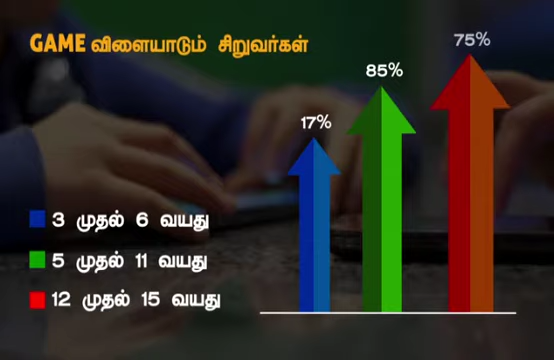 GAME விளையாடும் சிறுவர்கள்
75%
85%
17%
3 முதல் 6 வயது
5 முதல் 11 வயது
12 முதல் 15 வயது